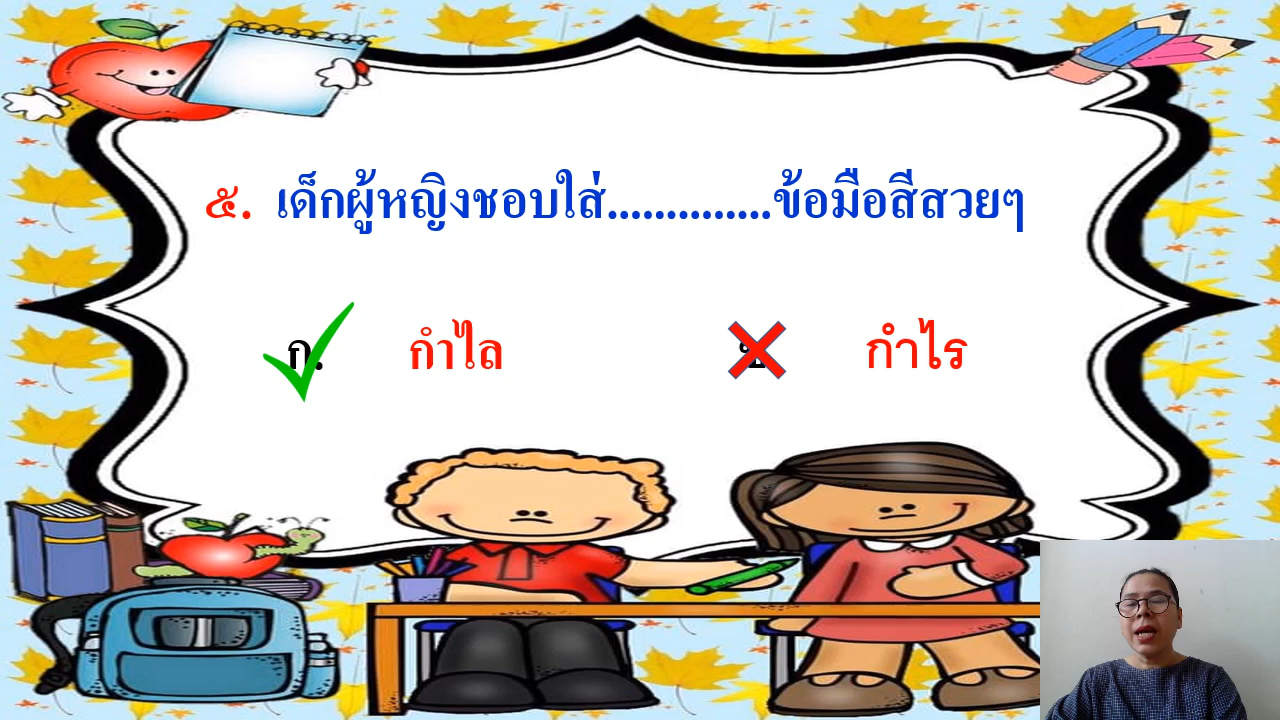 ๕. เด็กผู้หญิงชอบใส่..............ข้อมือสีสวยๆ
ก. กำไล กำไร